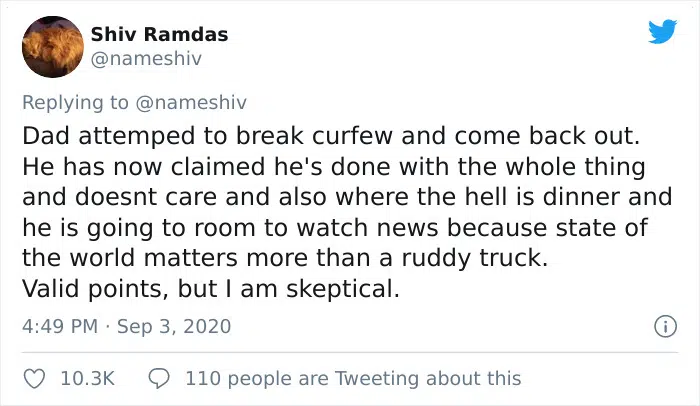 Shiv Ramdas
@nameshiv
Replying to @nameshiv
Dad attemped to break curfew and come back out.
He has now claimed he's done with the whole thing
and doesnt care and also where the hell is dinner and
he is going to room to watch news because state of
the world matters more than a ruddy truck.
Valid points, but I am skeptical.
4:49 PM · Sep 3, 2020
10.3K 110 people are Tweeting about this